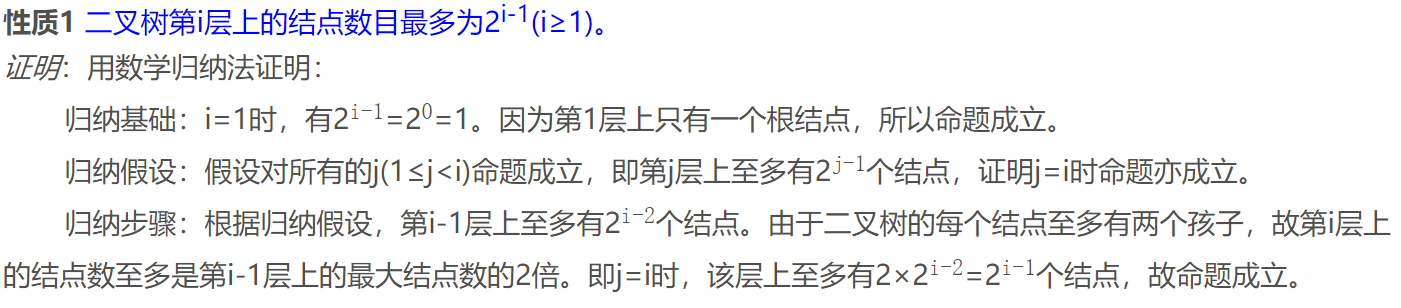 性质1 二叉树第i层上的结点数目最多为2^{i-1}(i≥1)。
证明：用数学归纳法证明：
归纳基础：i=1时，有2^{i-1}=2^{0}=1。因为第1层上只有一个根结点，所以命题成立。
归纳假设：假设对所有的j(1≤j<i)命题成立，即第j层上至多有2^{j-1}个结点，证明j=i时命题亦成立。
归纳步骤：根据归纳假设，第i-1层上至多有2^{i-2}个结点。由于二叉树的每个结点至多有两个孩子，故第i层上
的结点数至多是第i-1层上的最大结点数的2倍。即j=i时，该层上至多有2×2^{i-2}=2^{i-1}个结点，故命题成立。